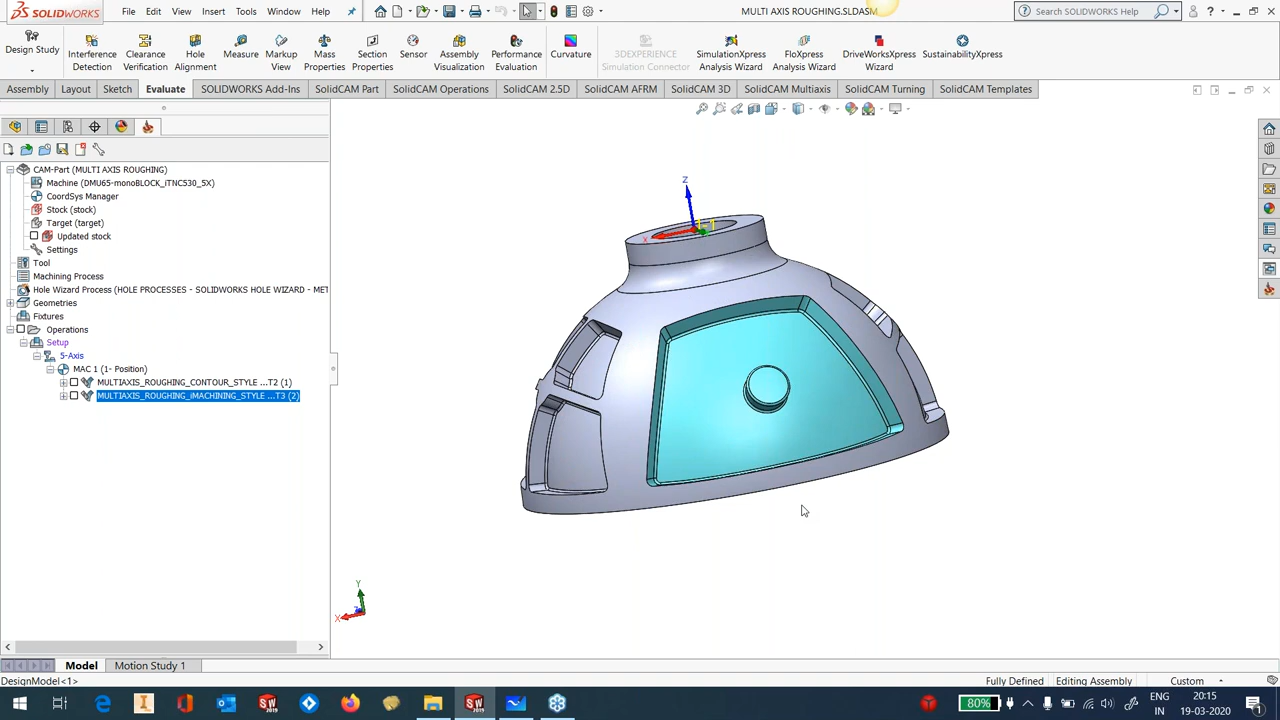 SOLIDWORKS File Edit View Insert Tools Window Help MULTI AXIS ROUGHING.SLDASM Search SOLIDWORKS Help
Design Study
Interference Detection
Clearance Verification
Hole Alignment
Measure
Markup View
Mass Properties
Section Properties
Sensor
Assembly Visualization
Performance Evaluation
Curvature
3DEXPERIENCE Simulation Connector
SimulationXpress Analysis Wizard
FloXpress Analysis Wizard
DriveWorksXpress Wizard
SustainabilityXpress
Assembly Layout Sketch Evaluate SOLIDWORKS Add-Ins SolidCAM Part SolidCAM Operations SolidCAM 2.5D SolidCAM AFRM SolidCAM 3D SolidCAM Multiaxis SolidCAM Turning SolidCAM Templates
CAM-Part (MULTI AXIS ROUGHING)
Machine (DMU65-monoBLOCK_iTNC530_5X)
CoordSys Manager
Stock (stock)
Target (target)
Updated stock
Settings
Tool
Machining Process
Hole Wizard Process (HOLE PROCESSES - SOLIDWORKS HOLE WIZARD - MET
Geometries
Fixtures
Operations
Setup
5-Axis
MAC 1 (1- Position)
MULTIAXIS_ROUGHING_CONTOUR_STYLE ...T2 (1)
MULTIAXIS_ROUGHING_iMACHINING_STYLE ...T3 (2)
Z
X
Y
X
Z
Model Motion Study 1
DesignModel<1> Fully Defined Editing Assembly Custom
80% ENG 20:15
IN 19-03-2020